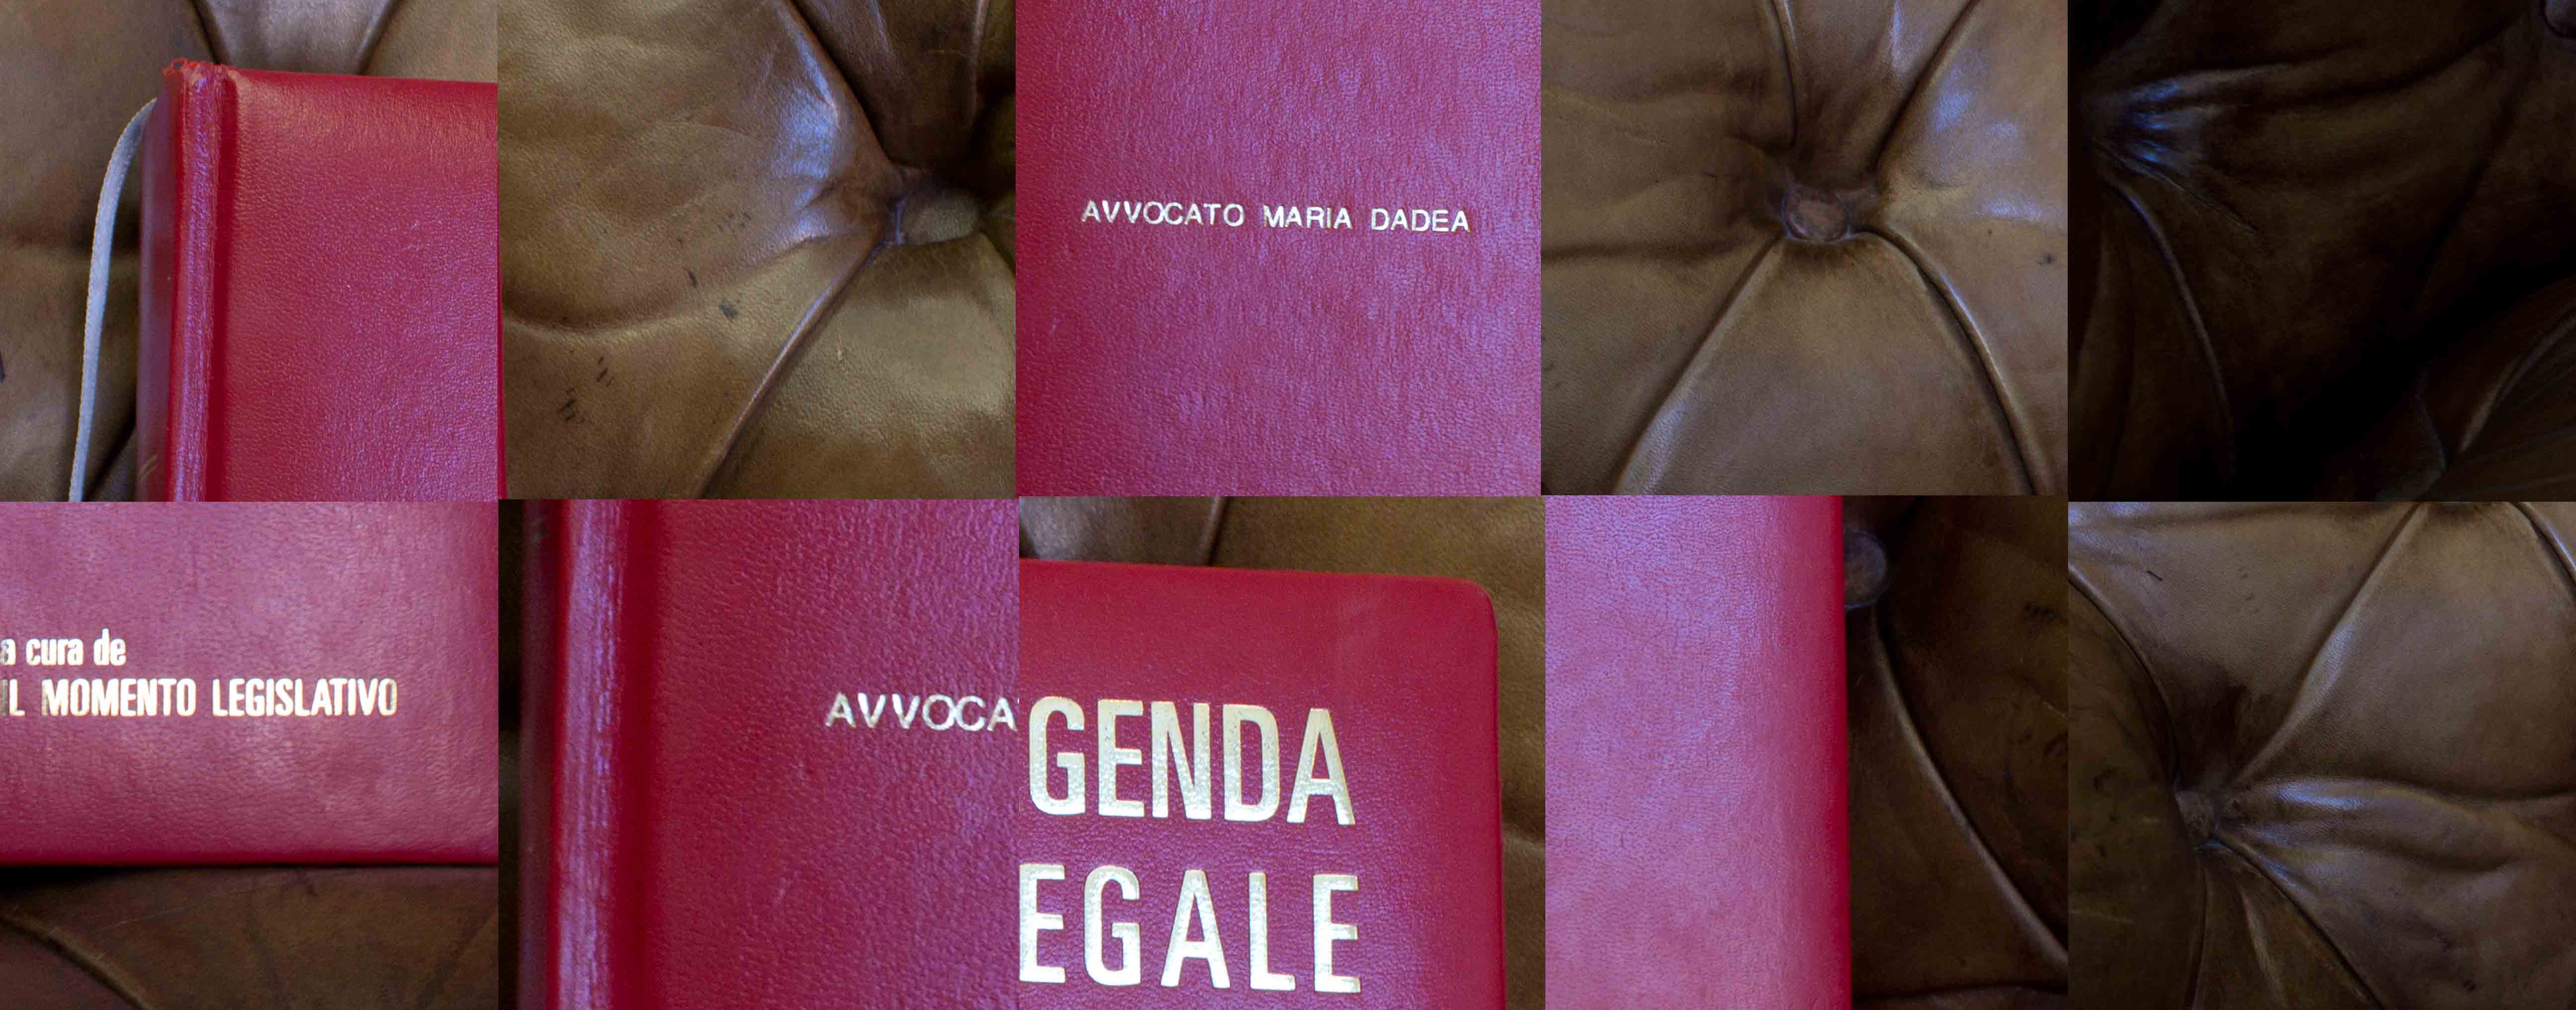 AVVOCATO MARIA DADEA
a cura de
IL MOMENTO LEGISLATIVO
AVVOCA
GENDA
EGALE